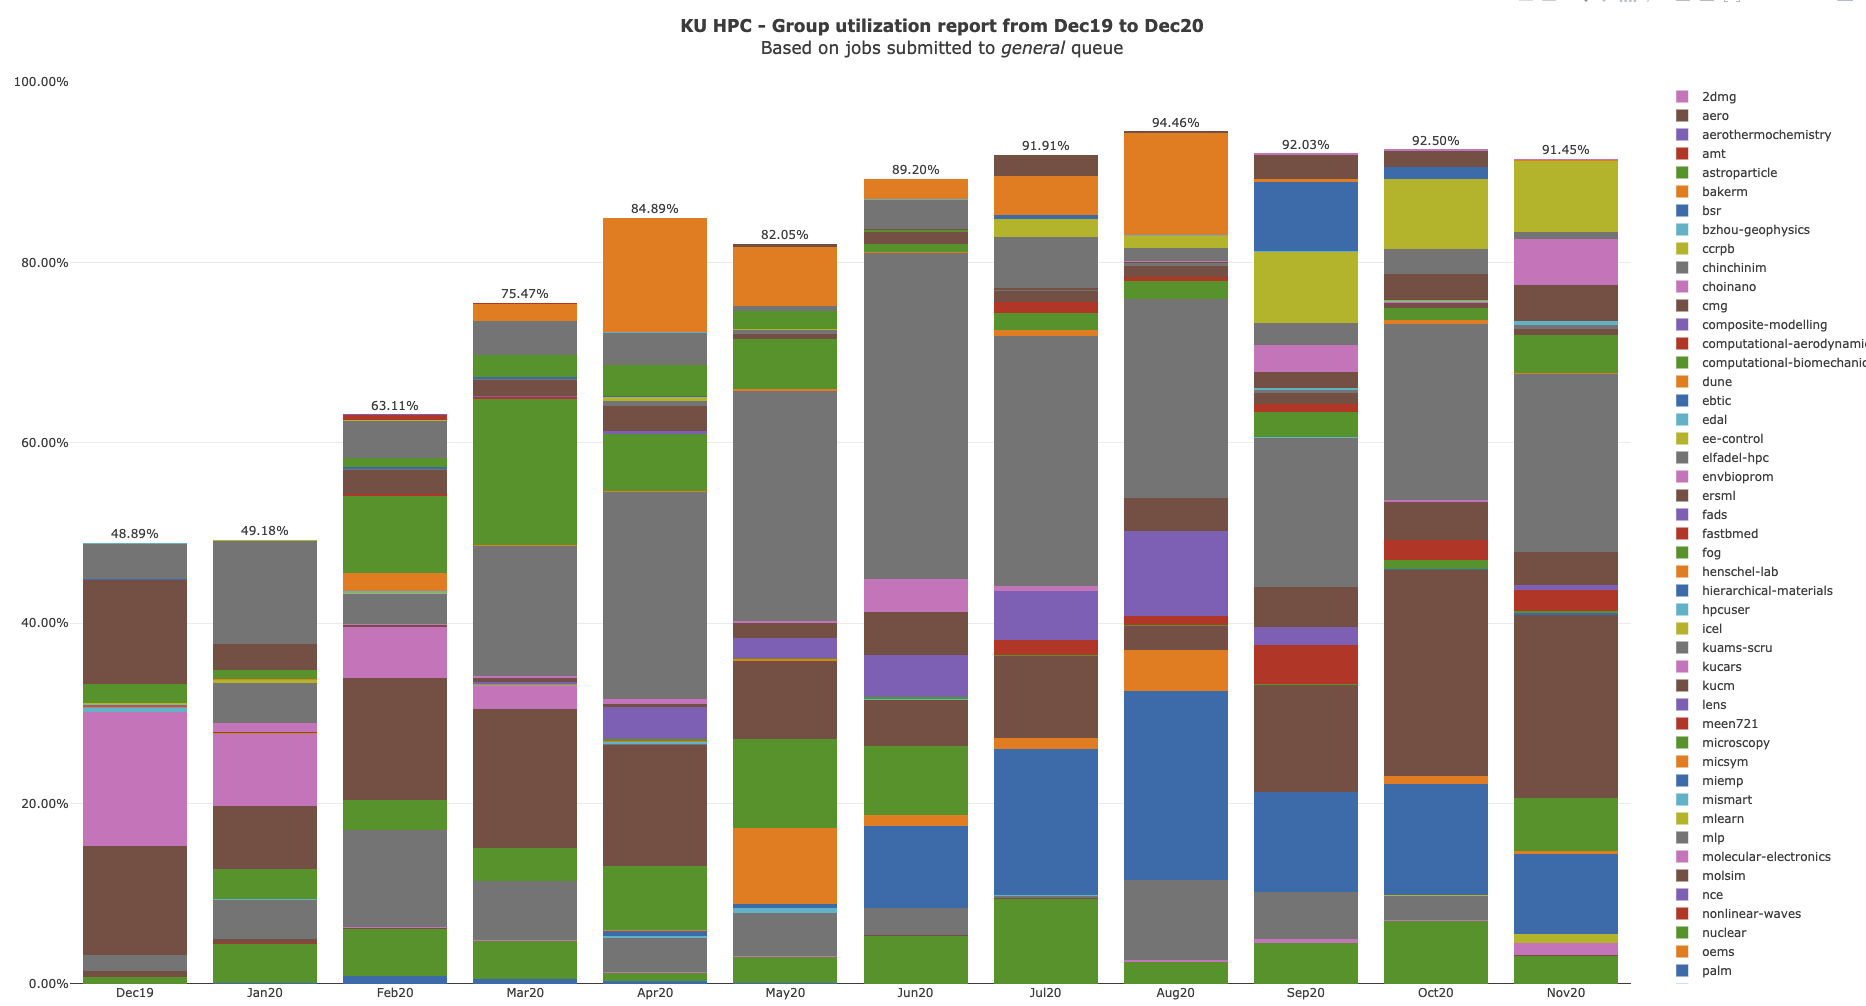 KU HPC - Group utilization report from Dec19 to Dec20
Based on jobs submitted to general queue
100.00%
80.00%
60.00%
40.00%
20.00%
0.00%
48.89%
49.18%
63.11%
75.47%
84.89%
82.05%
89.20%
91.91%
94.46%
92.03%
92.50%
91.45%
Dec19
Jan20
Feb20
Mar20
Apr20
May20
Jun20
Jul20
Aug20
Sep20
Oct20
Nov20
2dmg
aero
aerothermochemistry
amt
astroparticle
bakerm
bsr
bzhou-geophysics
ccrpb
chinchinim
choinano
cmg
composite-modelling
computational-aerodynami
computational-biomechanic
dune
ebtic
edal
ee-control
elfadel-hpc
envbioprom
ersml
fads
fastbmed
fog
henschel-lab
hierarchical-materials
hpcuser
icel
kuams-scru
kucars
kucm
lens
meen721
microscopy
micsym
miemp
mismart
mlearn
mlp
molecular-electronics
molsim
nce
nonlinear-waves
nuclear
oems
palm